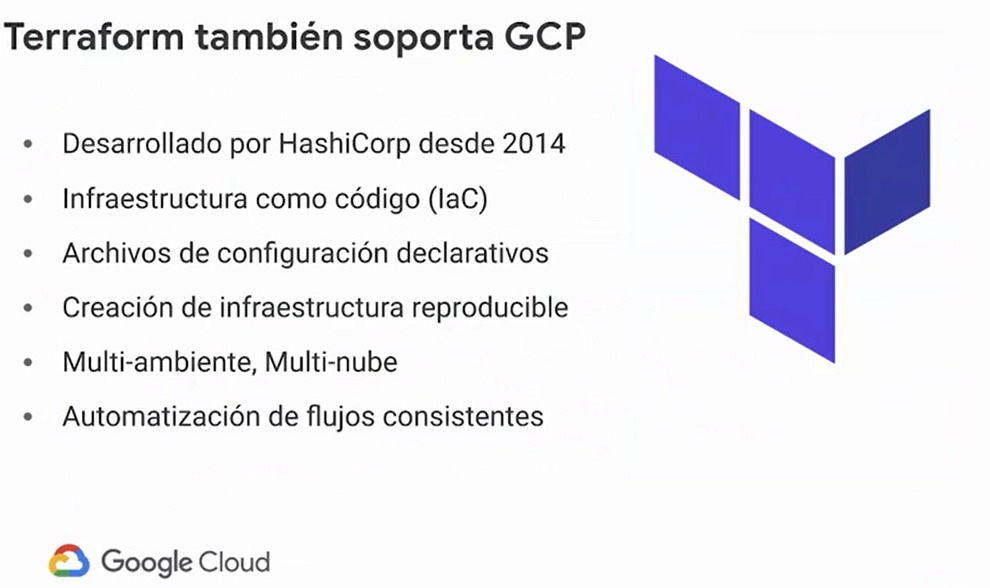 Terraform también soporta GCP
• Desarrollado por HashiCorp desde 2014
• Infraestructura como código (IaC)
• Archivos de configuración declarativos
• Creación de infraestructura reproducible
• Multi-ambiente, Multi-nube
• Automatización de flujos consistentes
Google Cloud